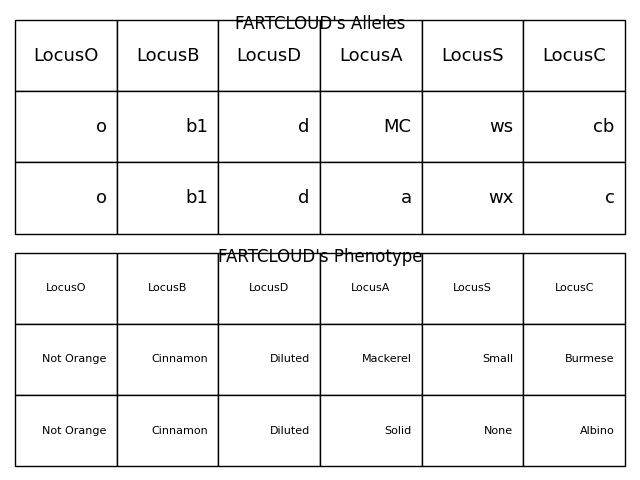 FARTCLOUD's Alleles
LocusO LocusB LocusD LocusA LocusS LocusC
o b1 d MC ws cb
o b1 d a wx c
FARTCLOUD's Phenotype
LocusO LocusB LocusD LocusA LocusS LocusC
Not Orange Cinnamon Diluted Mackerel Small Burmese
Not Orange Cinnamon Diluted Solid None Albino